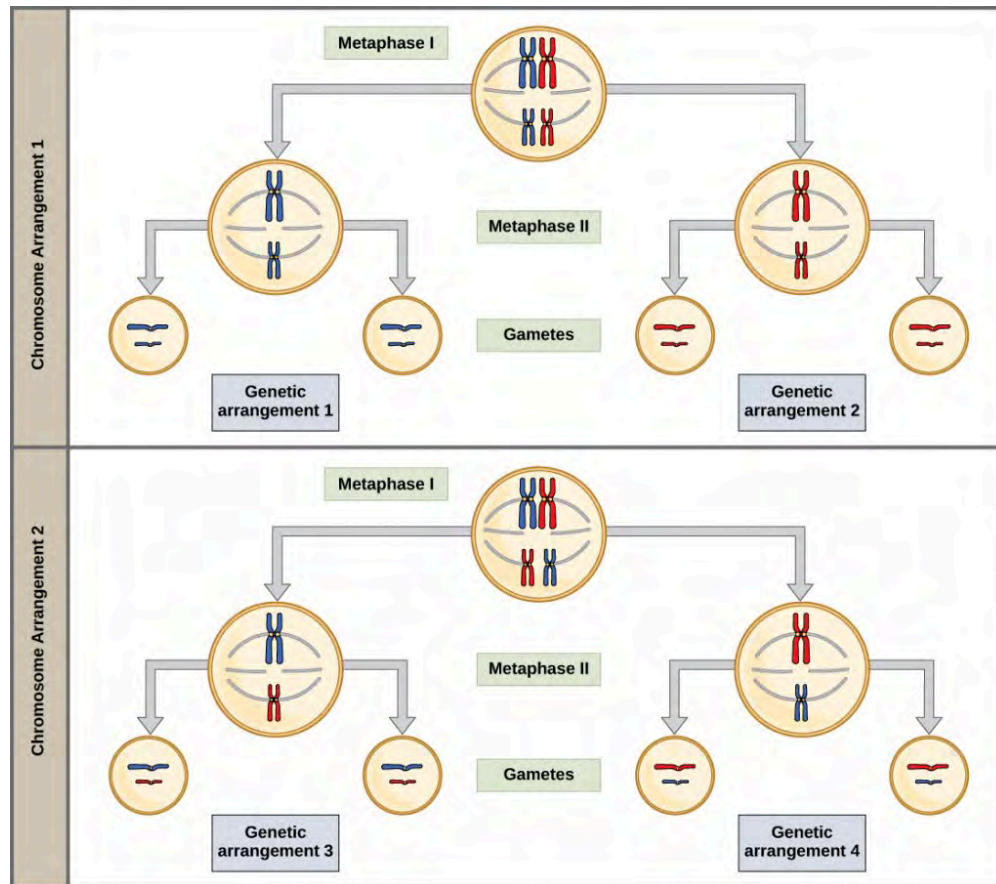 Chromosome Arrangement 1
Metaphase I
Metaphase II
Gametes
Genetic
arrangement 1
Genetic
arrangement 2
Chromosome Arrangement 2
Metaphase I
Metaphase II
Gametes
Genetic
arrangement 3
Genetic
arrangement 4